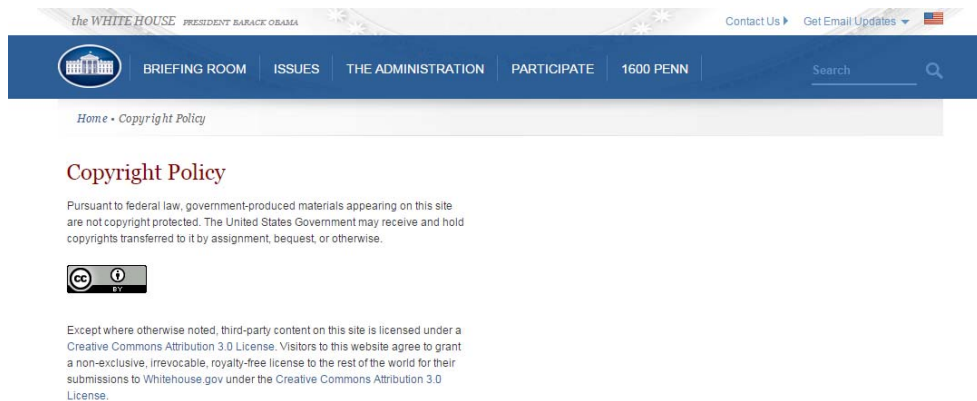 the WHITE HOUSE PRESIDENT BARACK OBAMA
Contact Us Get Email Updates
BRIEFING ROOM ISSUES THE ADMINISTRATION PARTICIPATE 1600 PENN Search
Home • Copyright Policy
Copyright Policy
Pursuant to federal law, government-produced materials appearing on this site
are not copyright protected. The United States Government may receive and hold
copyrights transferred to it by assignment, bequest, or otherwise.
cc
BY
Except where otherwise noted, third-party content on this site is licensed under a
Creative Commons Attribution 3.0 License. Visitors to this website agree to grant
a non-exclusive, irrevocable, royalty-free license to the rest of the world for their
submissions to Whitehouse.gov under the Creative Commons Attribution 3.0
License.